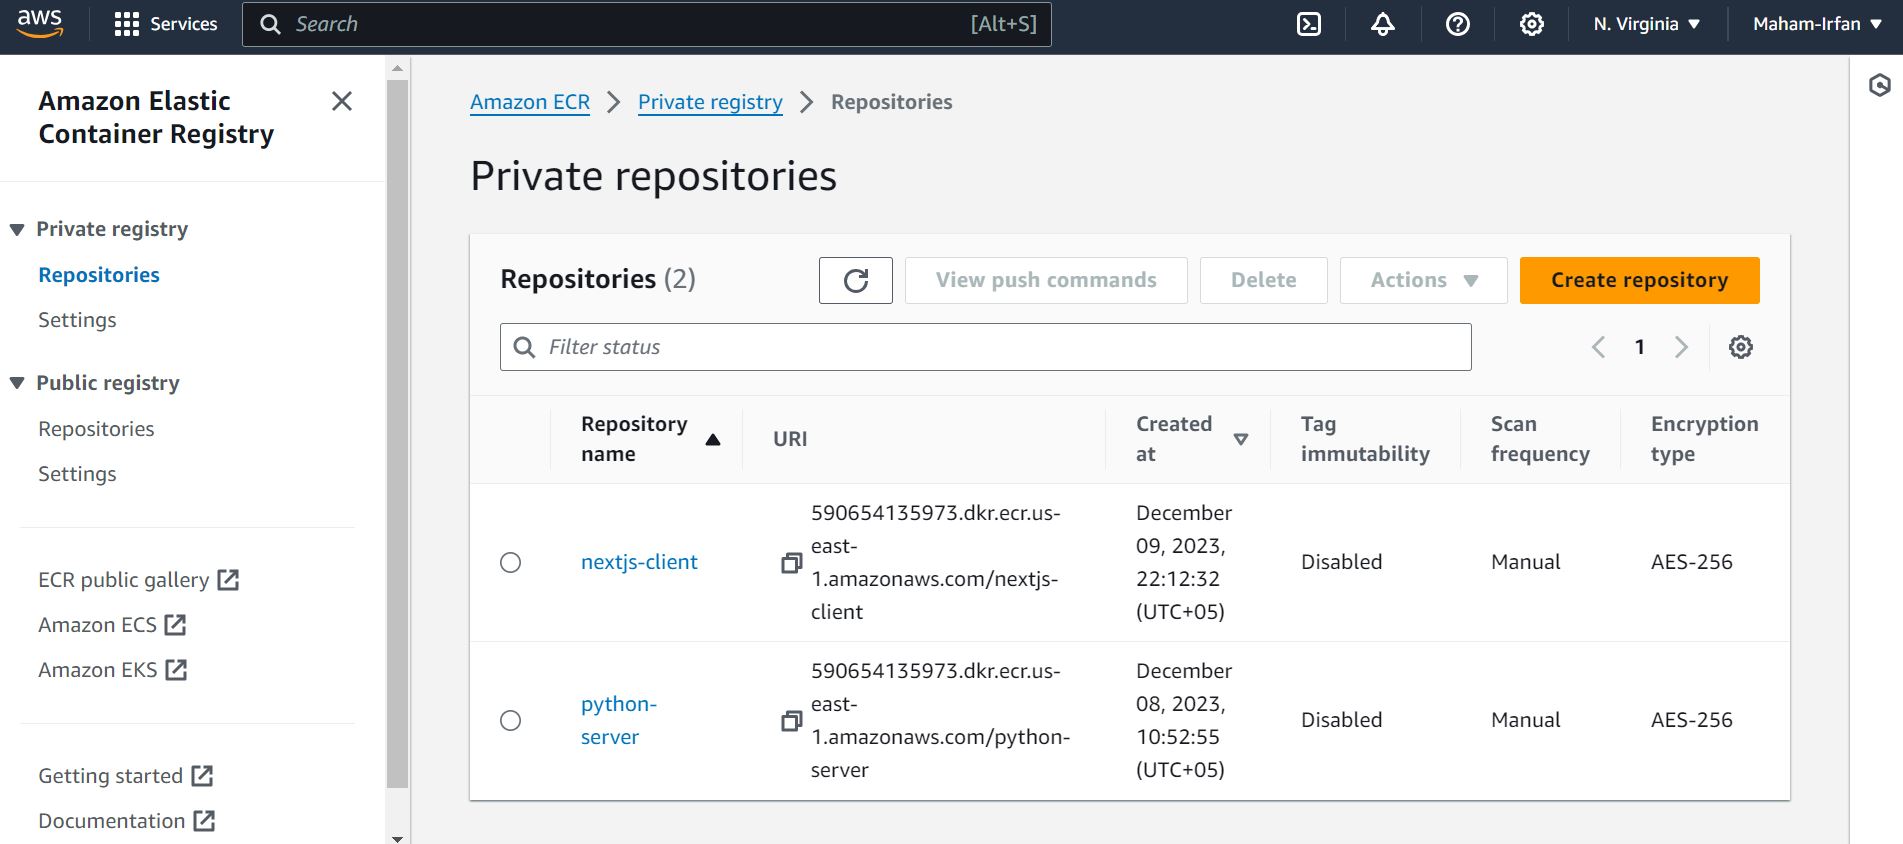 aws
Services
Search
[Alt+S]
N. Virginia
Maham-Irfan
Amazon Elastic
Container Registry
Private registry
Repositories
Settings
Public registry
Repositories
Settings
ECR public gallery
Amazon ECS
Amazon EKS
Getting started
Documentation
Amazon ECR
Private registry
Repositories
Private repositories
Repositories (2)
View push commands
Delete
Actions
Create repository
Filter status
1
Repository
name
URI
Created
at
Tag
immutability
Scan
frequency
Encryption
type
nextjs-client
590654135973.dkr.ecr.us-
east-
1.amazonaws.com/nextjs-
client
December
09, 2023,
22:12:32
(UTC+05)
Disabled
Manual
AES-256
python-
server
590654135973.dkr.ecr.us-
east-
1.amazonaws.com/python-
server
December
08, 2023,
10:52:55
(UTC+05)
Disabled
Manual
AES-256